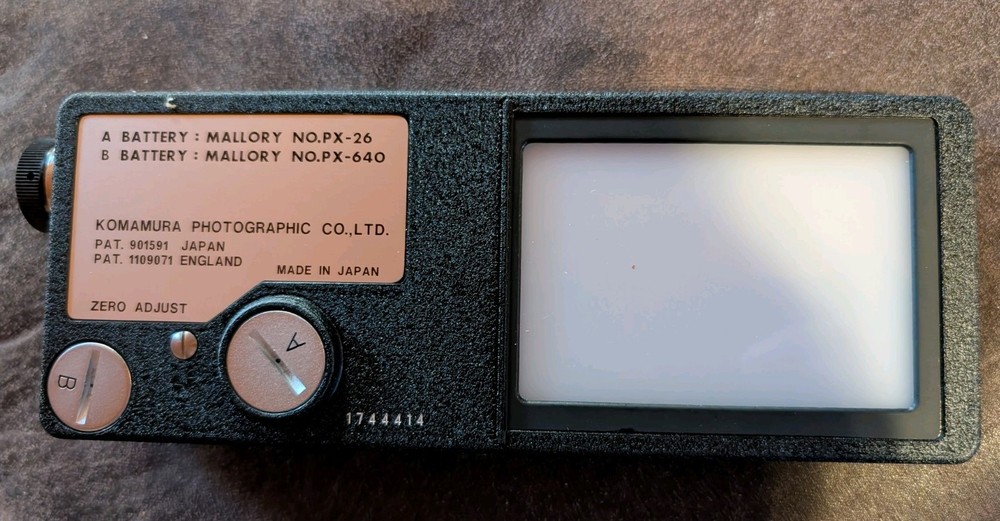 A BATTERY : MALLORY NO.PX-26
B BATTERY : MALLORY NO.PX-640
KOMAMURA PHOTOGRAPHIC CO.,LTD.
PAT. 901591 JAPAN
PAT. 1109071 ENGLAND
MADE IN JAPAN
ZERO ADJUST
A
B
1744414